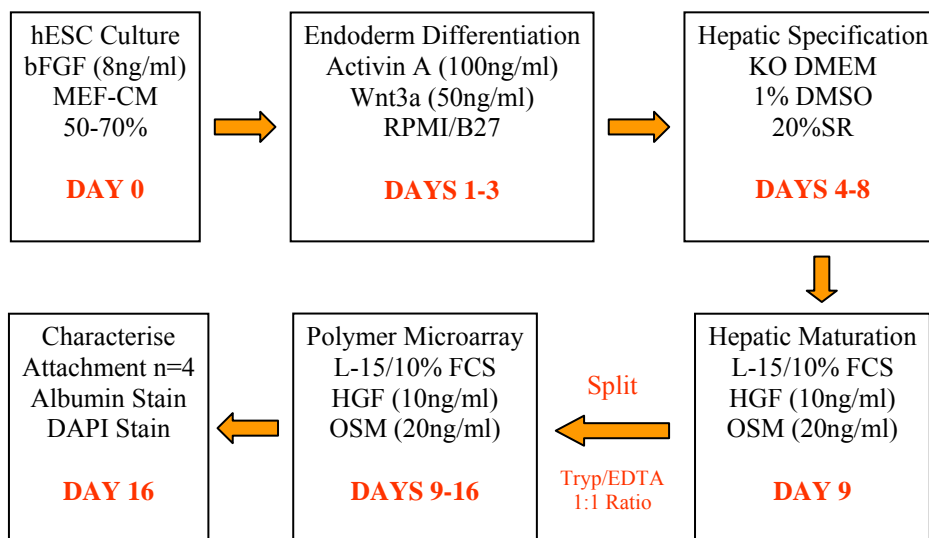 hESC Culture
bFGF (8ng/ml)
MEF-CM
50-70%
DAY 0
Endoderm Differentiation
Activin A (100ng/ml)
Wnt3a (50ng/ml)
RPMI/B27
DAYS 1-3
Hepatic Specification
KO DMEM
1% DMSO
20%SR
DAYS 4-8
Hepatic Maturation
L-15/10% FCS
HGF (10ng/ml)
OSM (20ng/ml)
DAY 9
Split
Tryp/EDTA
1:1 Ratio
Polymer Microarray
L-15/10% FCS
HGF (10ng/ml)
OSM (20ng/ml)
DAYS 9-16
Characterise
Attachment n=4
Albumin Stain
DAPI Stain
DAY 16